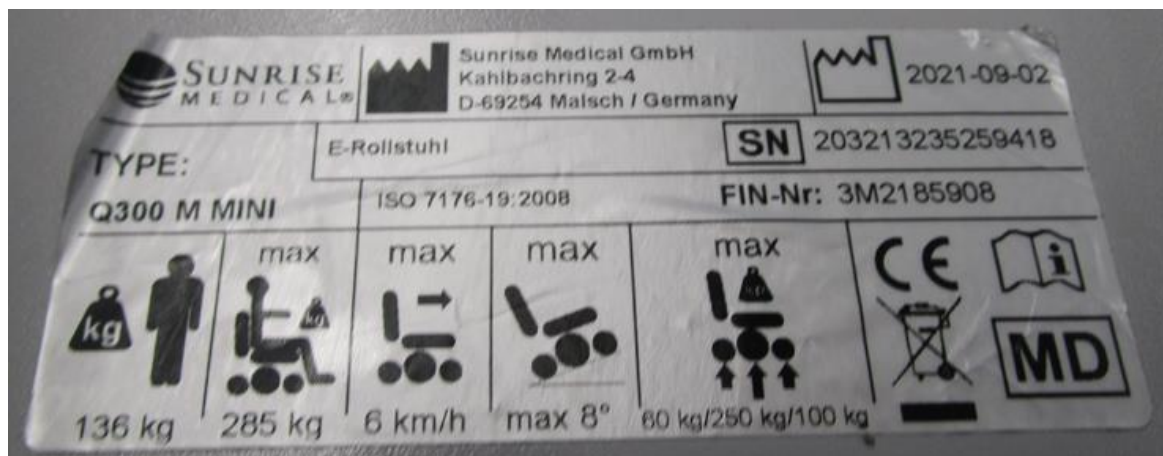 SUNRISE
MEDICAL®
Sunrise Medical GmbH
Kahlbachring 2-4
D-69254 Malsch / Germany
2021-09-02
TYPE:
E-Rollstuhl
SN 203213235259418
Q300 M MINI
ISO 7176-19:2008
FIN-Nr: 3M2185908
max
max
max
max
kg
kg
kg
CE
i
MD
136 kg
285 kg
6 km/h
max 8°
60 kg/250 kg/100 kg